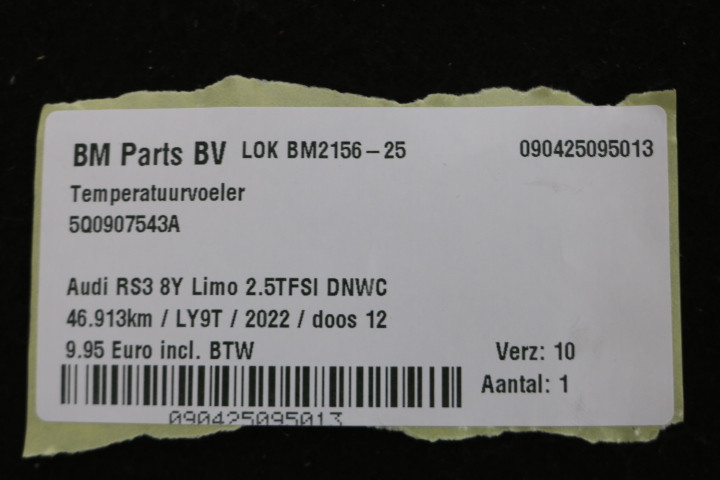 BM Parts BV LOK BM2156-25 090425095013
Temperatuurvoeler
5Q0907543A
Audi RS3 8Y Limo 2.5TFSI DNWC
46.913km / LY9T / 2022 / doos 12
9.95 Euro incl. BTW Verz: 10
Aantal: 1
090425095013